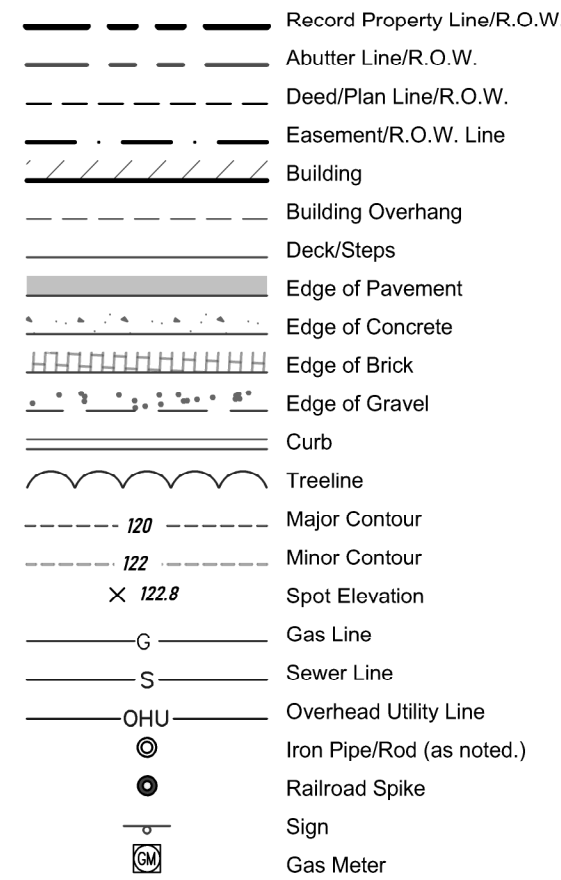 Record Property Line/R.O.W.
Abutter Line/R.O.W.
Deed/Plan Line/R.O.W.
Easement/R.O.W. Line
Building
Building Overhang
Deck/Steps
Edge of Pavement
Edge of Concrete
Edge of Brick
Edge of Gravel
Curb
Treeline
120 Major Contour
122 Minor Contour
122.8 Spot Elevation
G Gas Line
S Sewer Line
OHU Overhead Utility Line
Iron Pipe/Rod (as noted.)
Railroad Spike
Sign
GM Gas Meter